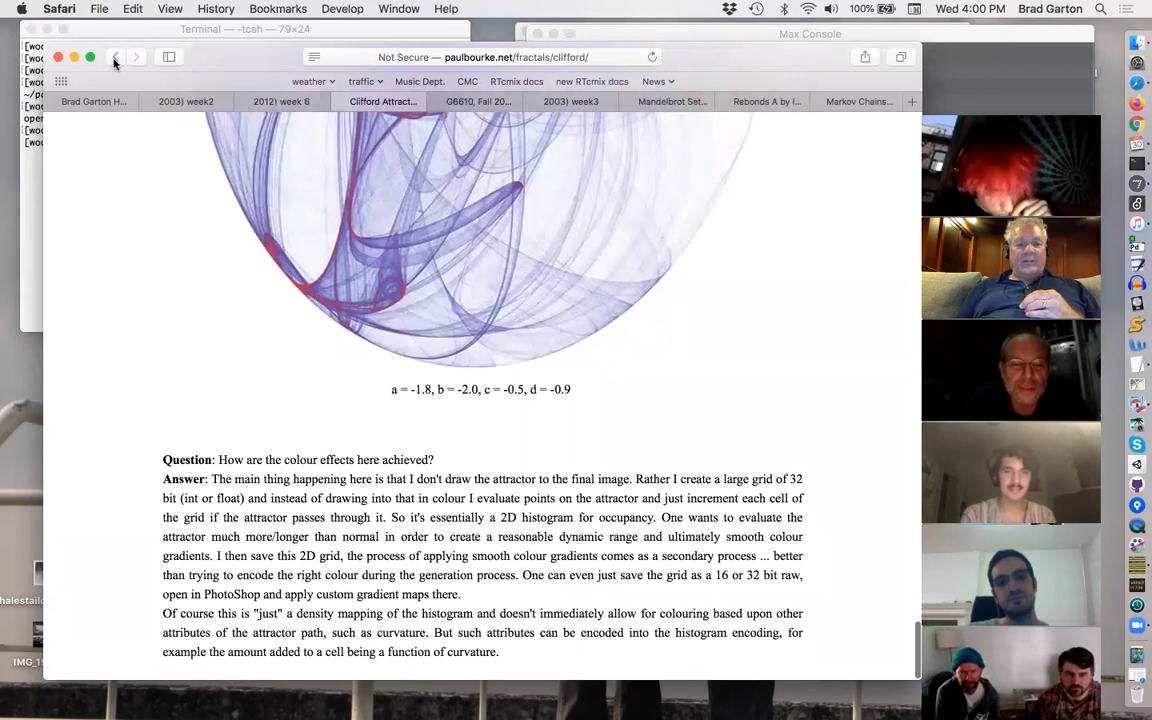 Safari File Edit View History Bookmarks Develop Window Help 100% Wed 4:00 PM Brad Garton
Terminal — -tcsh — 79×24
Max Console
Not Secure — paulbourke.net/fractals/clifford/
weather traffic Music Dept. CMC RTcmix docs new RTcmix docs News
Brad Garton H... 2003) week2 2012) week 6 Clifford Attract... G6610, Fall 20... 2003) week3 Mandelbrot Set... Rebonds A by I... Markov Chains...
[woo
[woo
[woo
[woo
~/po
open
[woo
[woo
a = -1.8, b = -2.0, c = -0.5, d = -0.9
Question: How are the colour effects here achieved?
Answer: The main thing happening here is that I don't draw the attractor to the final image. Rather I create a large grid of 32
bit (int or float) and instead of drawing into that in colour I evaluate points on the attractor and just increment each cell of
the grid if the attractor passes through it. So it's essentially a 2D histogram for occupancy. One wants to evaluate the
attractor much more/longer than normal in order to create a reasonable dynamic range and ultimately smooth colour
gradients. I then save this 2D grid, the process of applying smooth colour gradients comes as a secondary process ... better
than trying to encode the right colour during the generation process. One can even just save the grid as a 16 or 32 bit raw,
open in PhotoShop and apply custom gradient maps there.
Of course this is "just" a density mapping of the histogram and doesn't immediately allow for colouring based upon other
attributes of the attractor path, such as curvature. But such attributes can be encoded into the histogram encoding, for
example the amount added to a cell being a function of curvature.
halestail
IMG_15
30
Pd